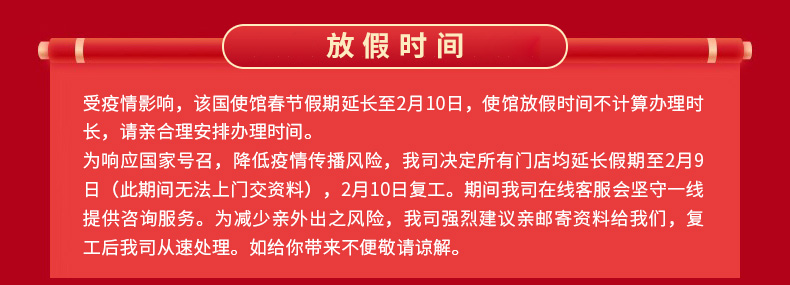 放假时间
受疫情影响，该国使馆春节假期延长至2月10日，使馆放假时间不计算办理时
长，请亲合理安排办理时间。
为响应国家号召，降低疫情传播风险，我司决定所有门店均延长假期至2月9
日（此期间无法上门交资料），2月10日复工。期间我司在线客服会坚守一线
提供咨询服务。为减少亲外出之风险，我司强烈建议亲邮寄资料给我们，复
工后我司从速处理。如给你带来不便敬请谅解。